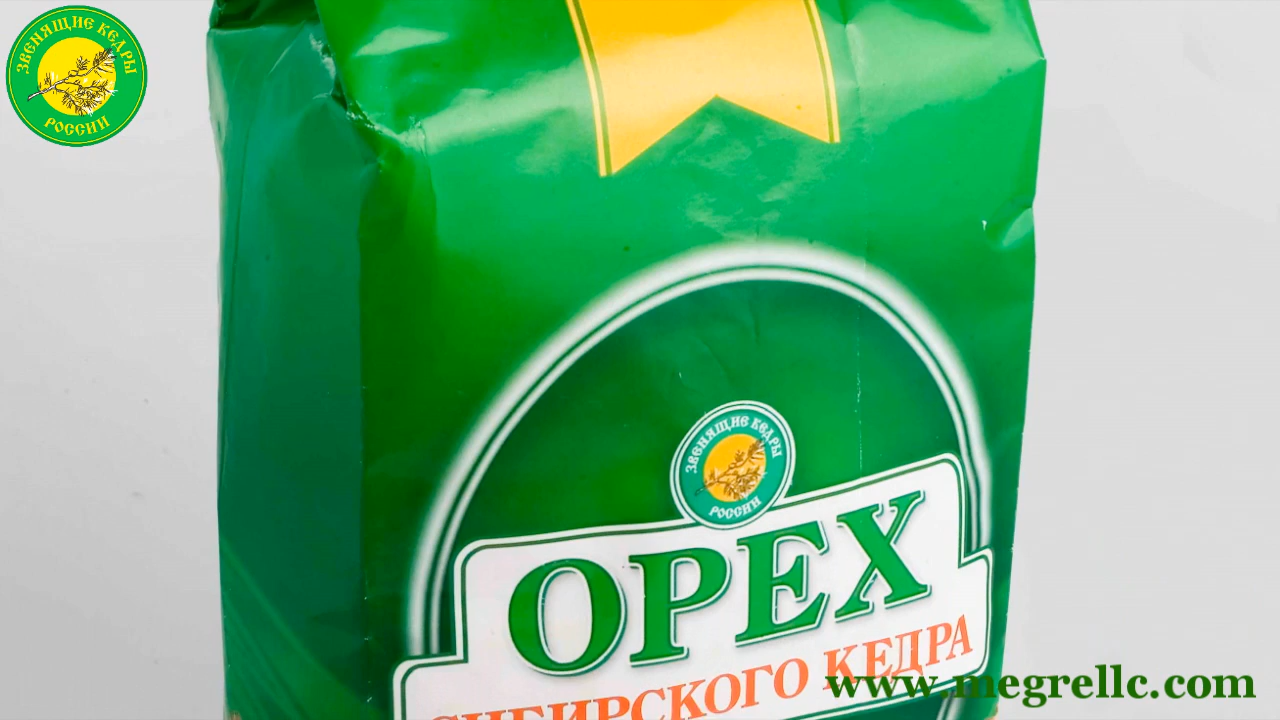 ЗВЕНЯЩИЕ КЕДРЫ
РОССИИ
ЗВЕНЯЩИЕ КЕДРЫ
РОССИИ
ОРЕХ
СИБИРСКОГО КЕДРА
www.megrellc.com